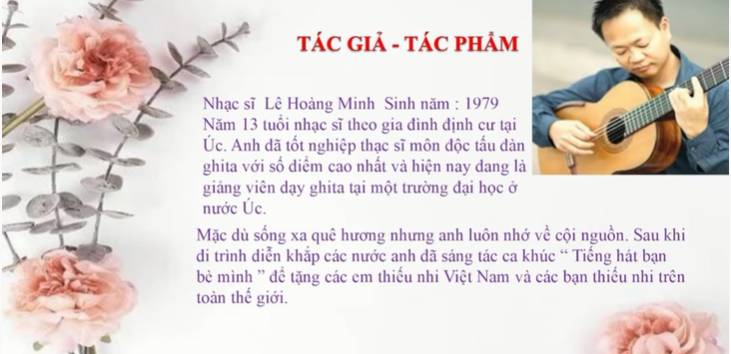 TÁC GIẢ - TÁC PHẨM
Nhạc sĩ Lê Hoàng Minh Sinh năm : 1979
Năm 13 tuổi nhạc sĩ theo gia đình định cư tại
Úc. Anh đã tốt nghiệp thạc sĩ môn độc tấu đàn
ghita với số điểm cao nhất và hiện nay đang là
giảng viên dạy ghita tại một trường đại học ở
nước Úc.
Mặc dù sống xa quê hương nhưng anh luôn nhớ về cội nguồn. Sau khi
đi trình diễn khắp các nước anh đã sáng tác ca khúc “ Tiếng hát bạn
bè mình ” để tặng các em thiếu nhi Việt Nam và các bạn thiếu nhi trên
toàn thế giới.